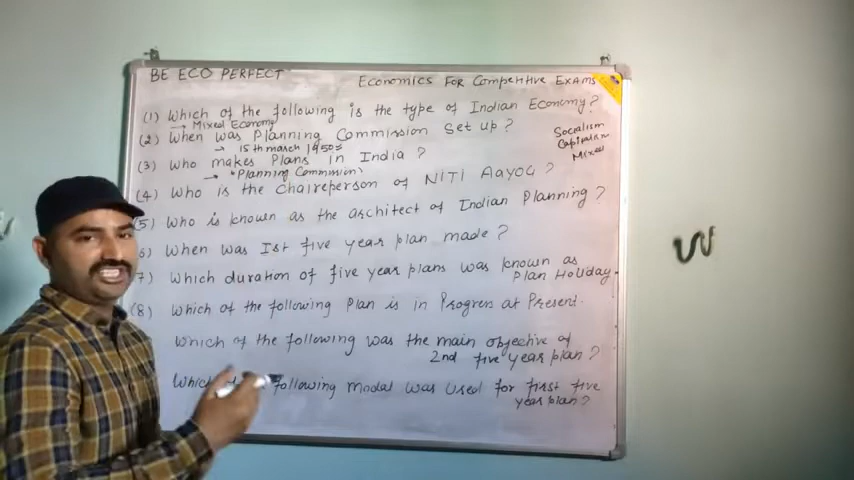 BE ECO PERFECT
ECONOMICS FOR COMPETITIVE EXAMS
(1) Which of the following is the type of Indian Economy?
→ Mixed Economy
(2) When was Planning Commission Set up?
→ 15th march 1950
(3) Who makes Plans in India?
→ "Planning Commission"
Socialism
Capitalism
Mixed
(4) Who is the Chairperson of NITI AAYOG?
(5) Who is known as the architect of Indian Planning?
6) When was Ist five year plan made?
7) Which duration of five year plans was known as
Plan Holiday.
(8) Which of the following Plan is in Progress at Present.
Which of the following was the main objective of
2nd five year plan?
Which following modal was used for first five
year plan?